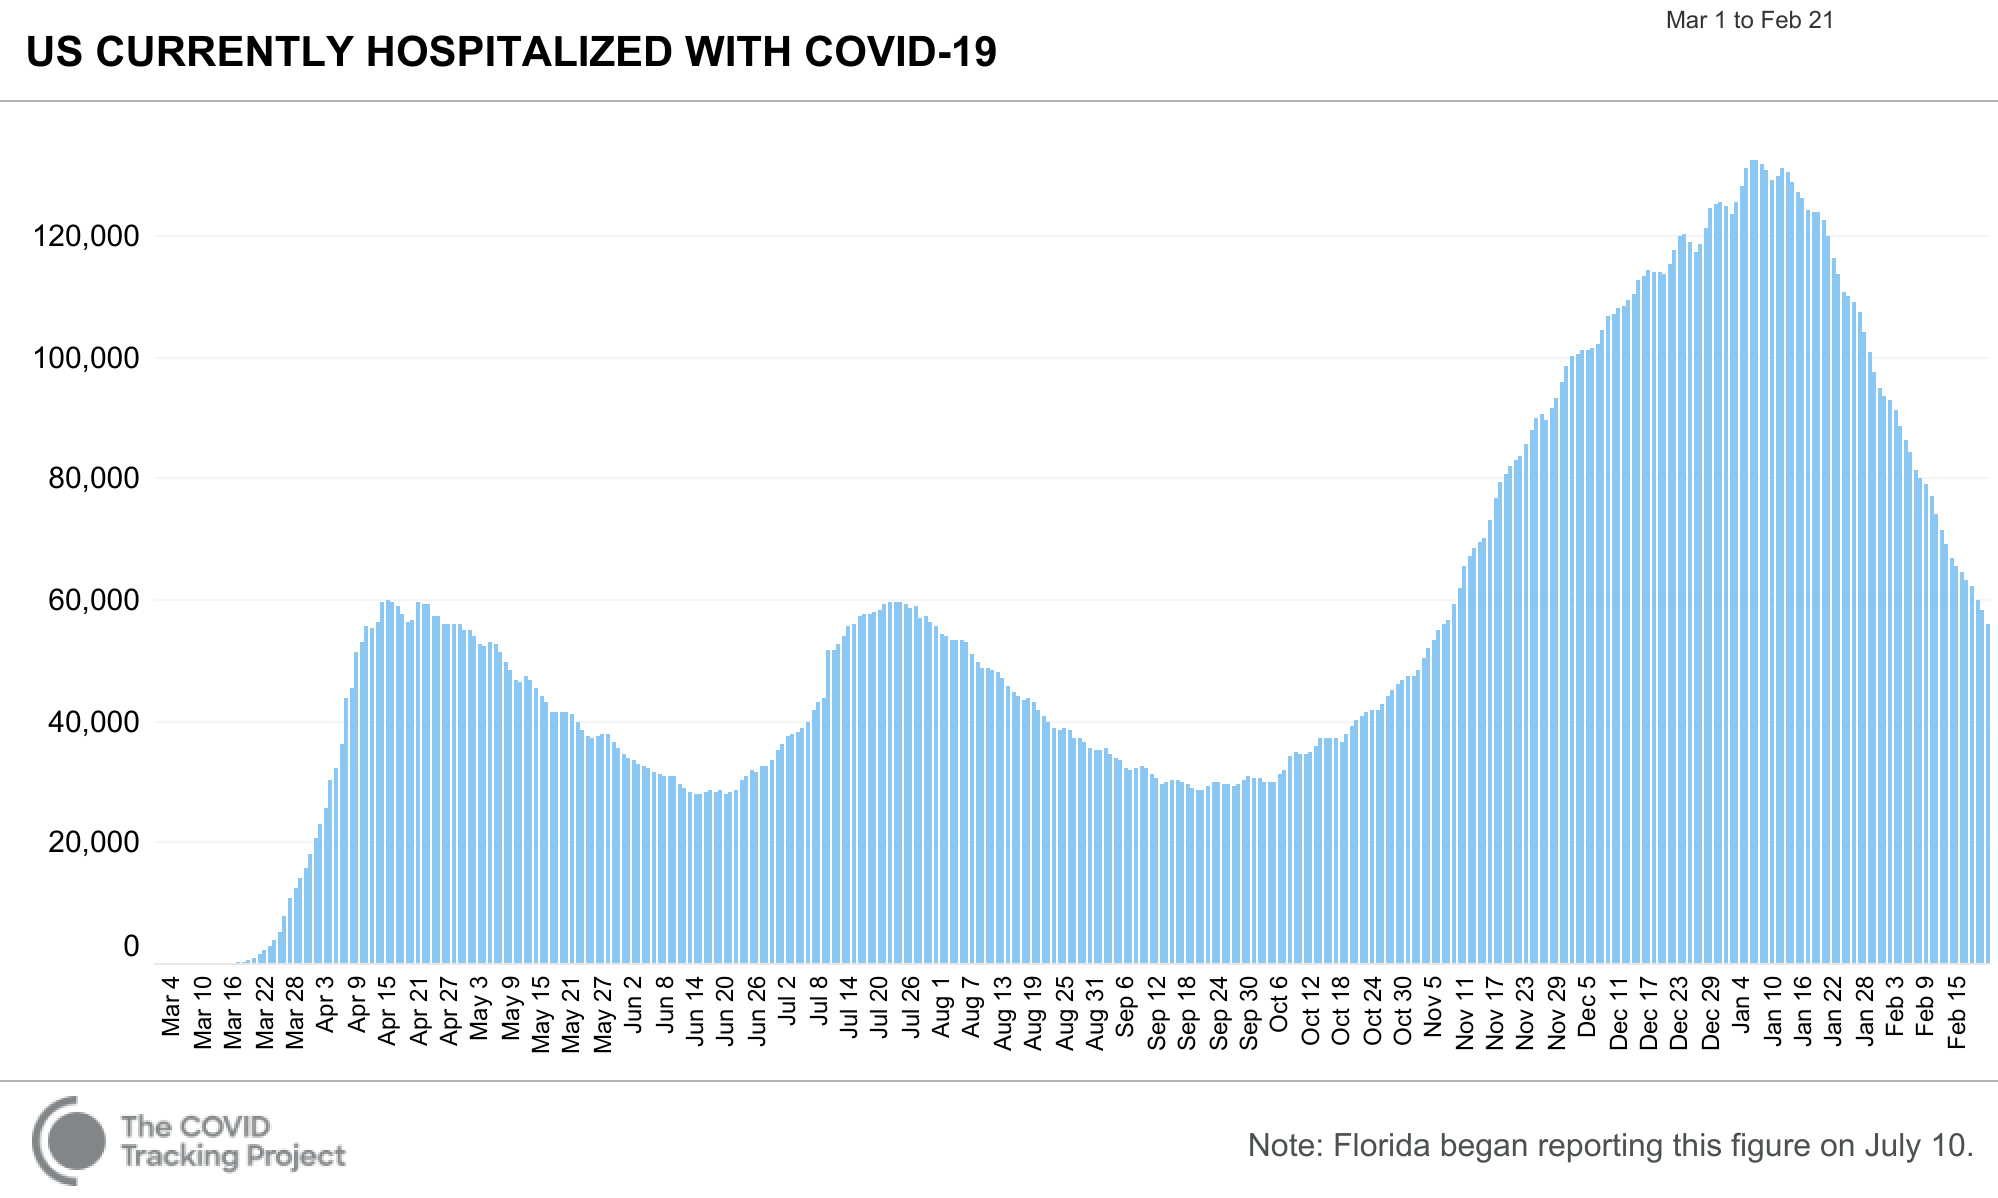 Mar 1 to Feb 21
US CURRENTLY HOSPITALIZED WITH COVID-19
120,000
100,000
80,000
60,000
40,000
20,000
0
Mar 4
Mar 10
Mar 16
Mar 22
Mar 28
Apr 3
Apr 9
Apr 15
Apr 21
Apr 27
May 3
May 9
May 15
May 21
May 27
Jun 2
Jun 8
Jun 14
Jun 20
Jun 26
Jul 2
Jul 8
Jul 14
Jul 20
Jul 26
Aug 1
Aug 7
Aug 13
Aug 19
Aug 25
Aug 31
Sep 6
Sep 12
Sep 18
Sep 24
Sep 30
Oct 6
Oct 12
Oct 18
Oct 24
Oct 30
Nov 5
Nov 11
Nov 17
Nov 23
Nov 29
Dec 5
Dec 11
Dec 17
Dec 23
Dec 29
Jan 4
Jan 10
Jan 16
Jan 22
Jan 28
Feb 3
Feb 9
Feb 15
The COVID
Tracking Project
Note: Florida began reporting this figure on July 10.